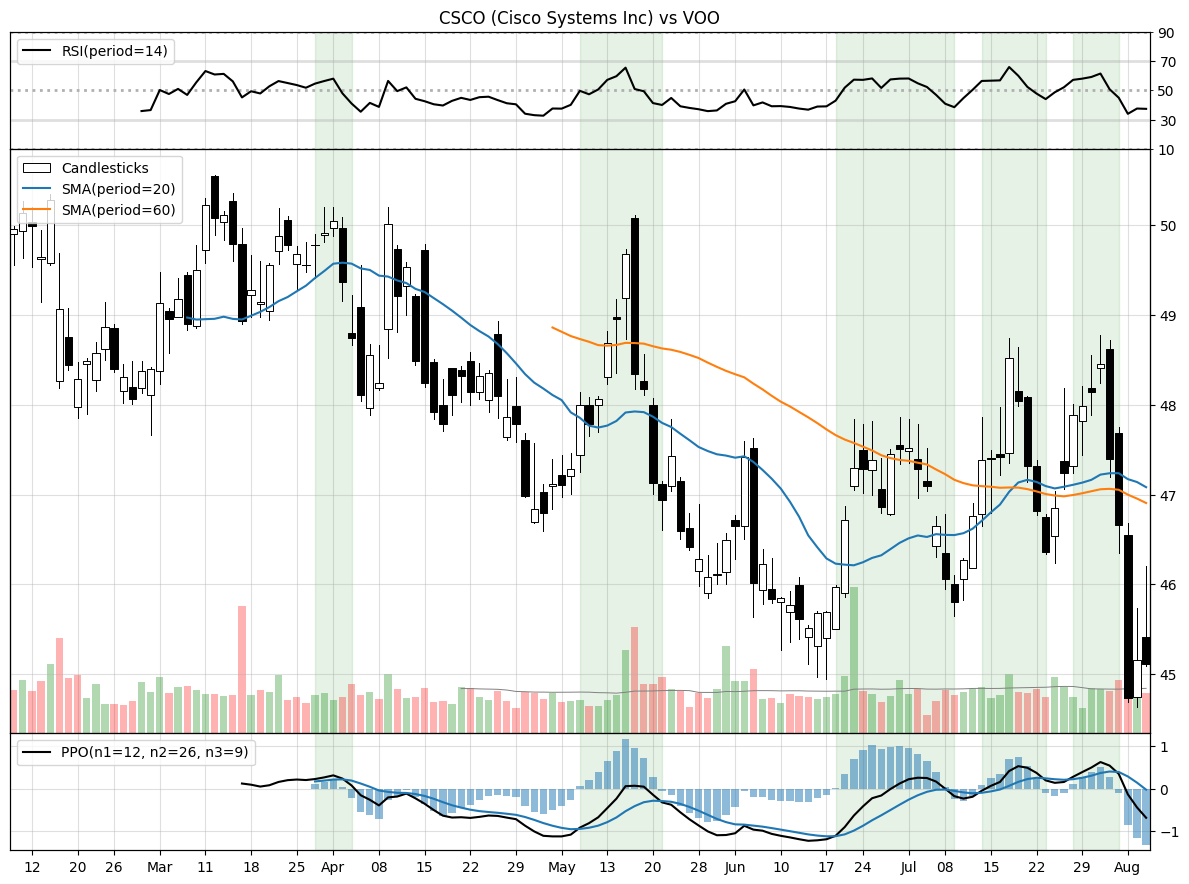 CSCO (Cisco Systems Inc) vs VOO
RSI(period=14)
90
70
50
30
10
Candlesticks
SMA(period=20)
SMA(period=60)
50
49
48
47
46
45
PPO(n1=12, n2=26, n3=9)
1
0
−1
12 20 26 Mar 11 18 25 Apr 08 15 22 29 May 13 20 28 Jun 10 17 24 Jul 08 15 22 29 Aug